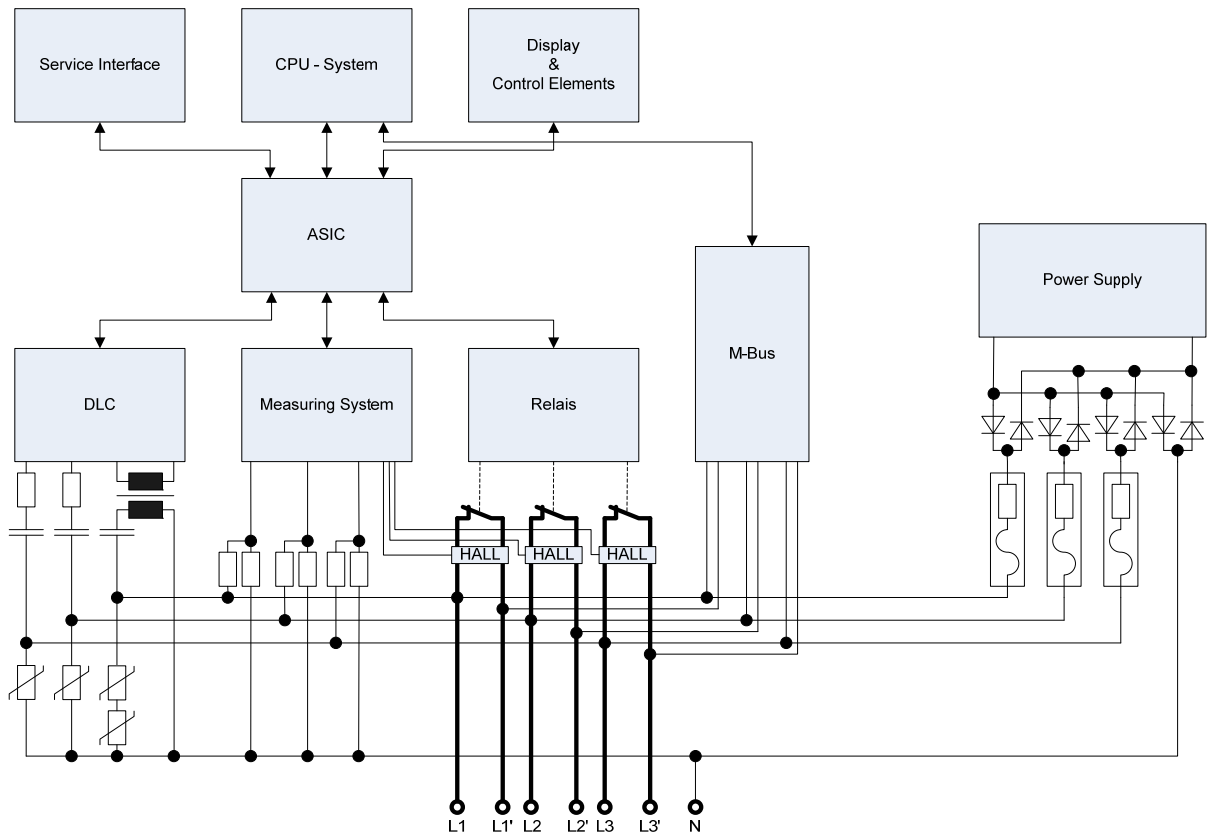 Service Interface
CPU - System
Display
&
Control Elements
ASIC
Power Supply
M-Bus
DLC
Measuring System
Relais
HALL
HALL
HALL
L1
L1'
L2
L2'
L3
L3'
N